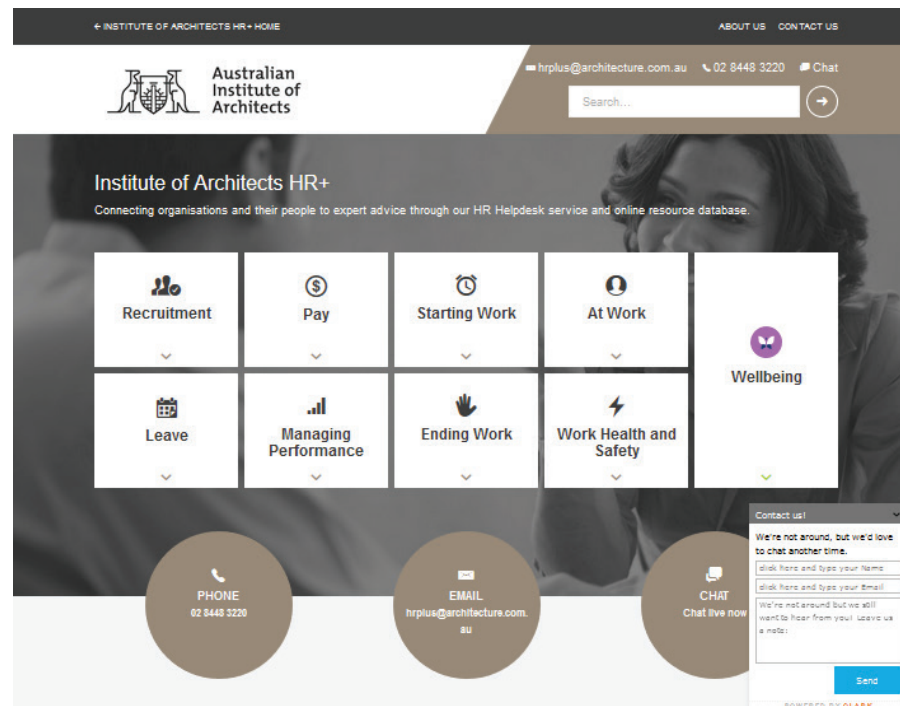 ← INSTITUTE OF ARCHITECTS HR+ HOME
ABOUT US CONTACT US
Australian
Institute of
Architects
hrplus@architecture.com.au 02 8448 3220 Chat
Search...
Institute of Architects HR+
Connecting organisations and their people to expert advice through our HR Helpdesk service and online resource database.
Recruitment
Pay
Starting Work
At Work
Wellbeing
Leave
Managing
Performance
Ending Work
Work Health and
Safety
PHONE
02 8448 3220
EMAIL
hrplus@architecture.com.
au
CHAT
Chat live now
Contact us!
We're not around, but we'd love
to chat another time.
click here and type your Name
click here and type your Email
We're not around but we still
want to hear from you! Leave us
a note:
Send
POWERED BY OLARK